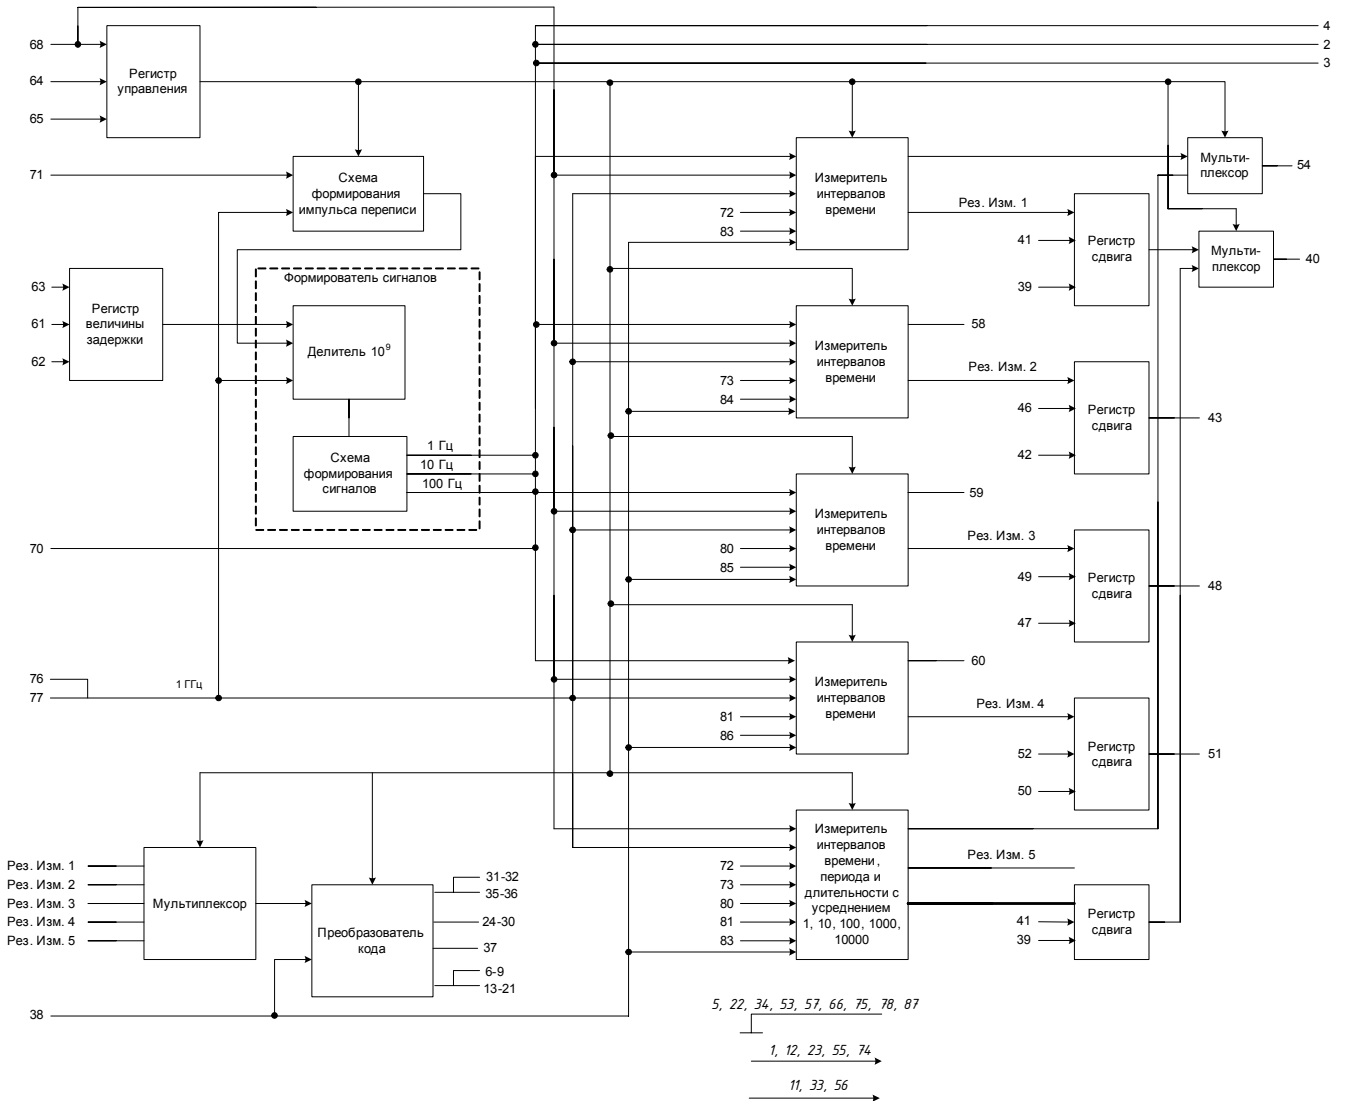 4
68
2
3
Регистр
управления
64
65
Мульти-
плексор
54
71
Схема
формирования
импульса переписи
Измеритель
интервалов
времени
72
83
Рез. Изм. 1
41
39
Регистр
сдвига
Мульти-
плексор
40
Формирователь сигналов
63
61
62
Регистр
величины
задержки
Делитель 10⁹
Измеритель
интервалов
времени
73
84
58
Рез. Изм. 2
46
42
Регистр
сдвига
43
Схема
формирования
сигналов
1 Гц
10 Гц
100 Гц
Измеритель
интервалов
времени
80
85
59
Рез. Изм. 3
49
47
Регистр
сдвига
48
70
76
77
1 ГГц
Измеритель
интервалов
времени
81
86
60
Рез. Изм. 4
52
50
Регистр
сдвига
51
Рез. Изм. 1
Рез. Изм. 2
Рез. Изм. 3
Рез. Изм. 4
Рез. Изм. 5
Мультиплексор
Преобразователь
кода
31-32
35-36
24-30
37
6-9
13-21
72
73
80
81
83
Измеритель
интервалов
времени,
периода и
длительности с
усреднением
1, 10, 100, 1000,
10000
Рез. Изм. 5
41
39
Регистр
сдвига
38
5, 22, 34, 53, 57, 66, 75, 78, 87
1, 12, 23, 55, 74
11, 33, 56